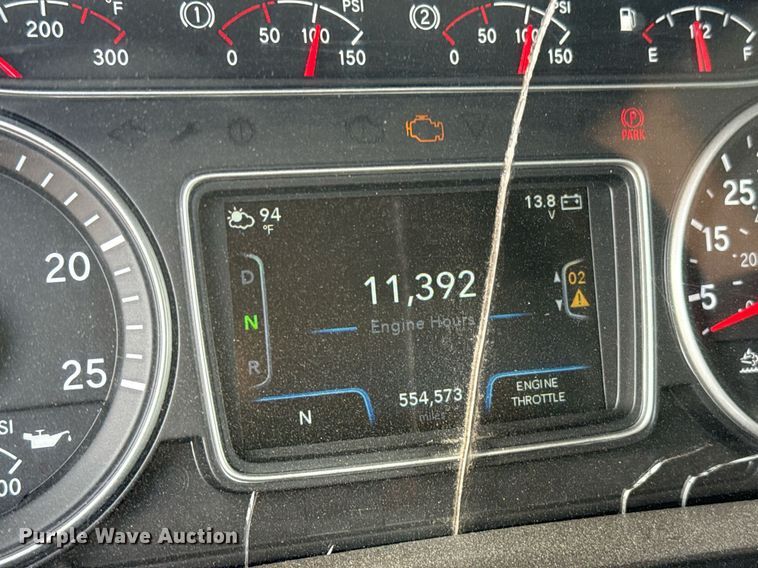 200 °F
300
(1)
PSI
0 50 100 150
(2)
PSI
0 50 100 150
E 1/2 F
P
PARK
94
°F
13.8
V
D
N
R
11,392
Engine Hours
02
N
554,573
miles
ENGINE
THROTTLE
20
25
25
15
5
20
0
PSI
Purple Wave Auction